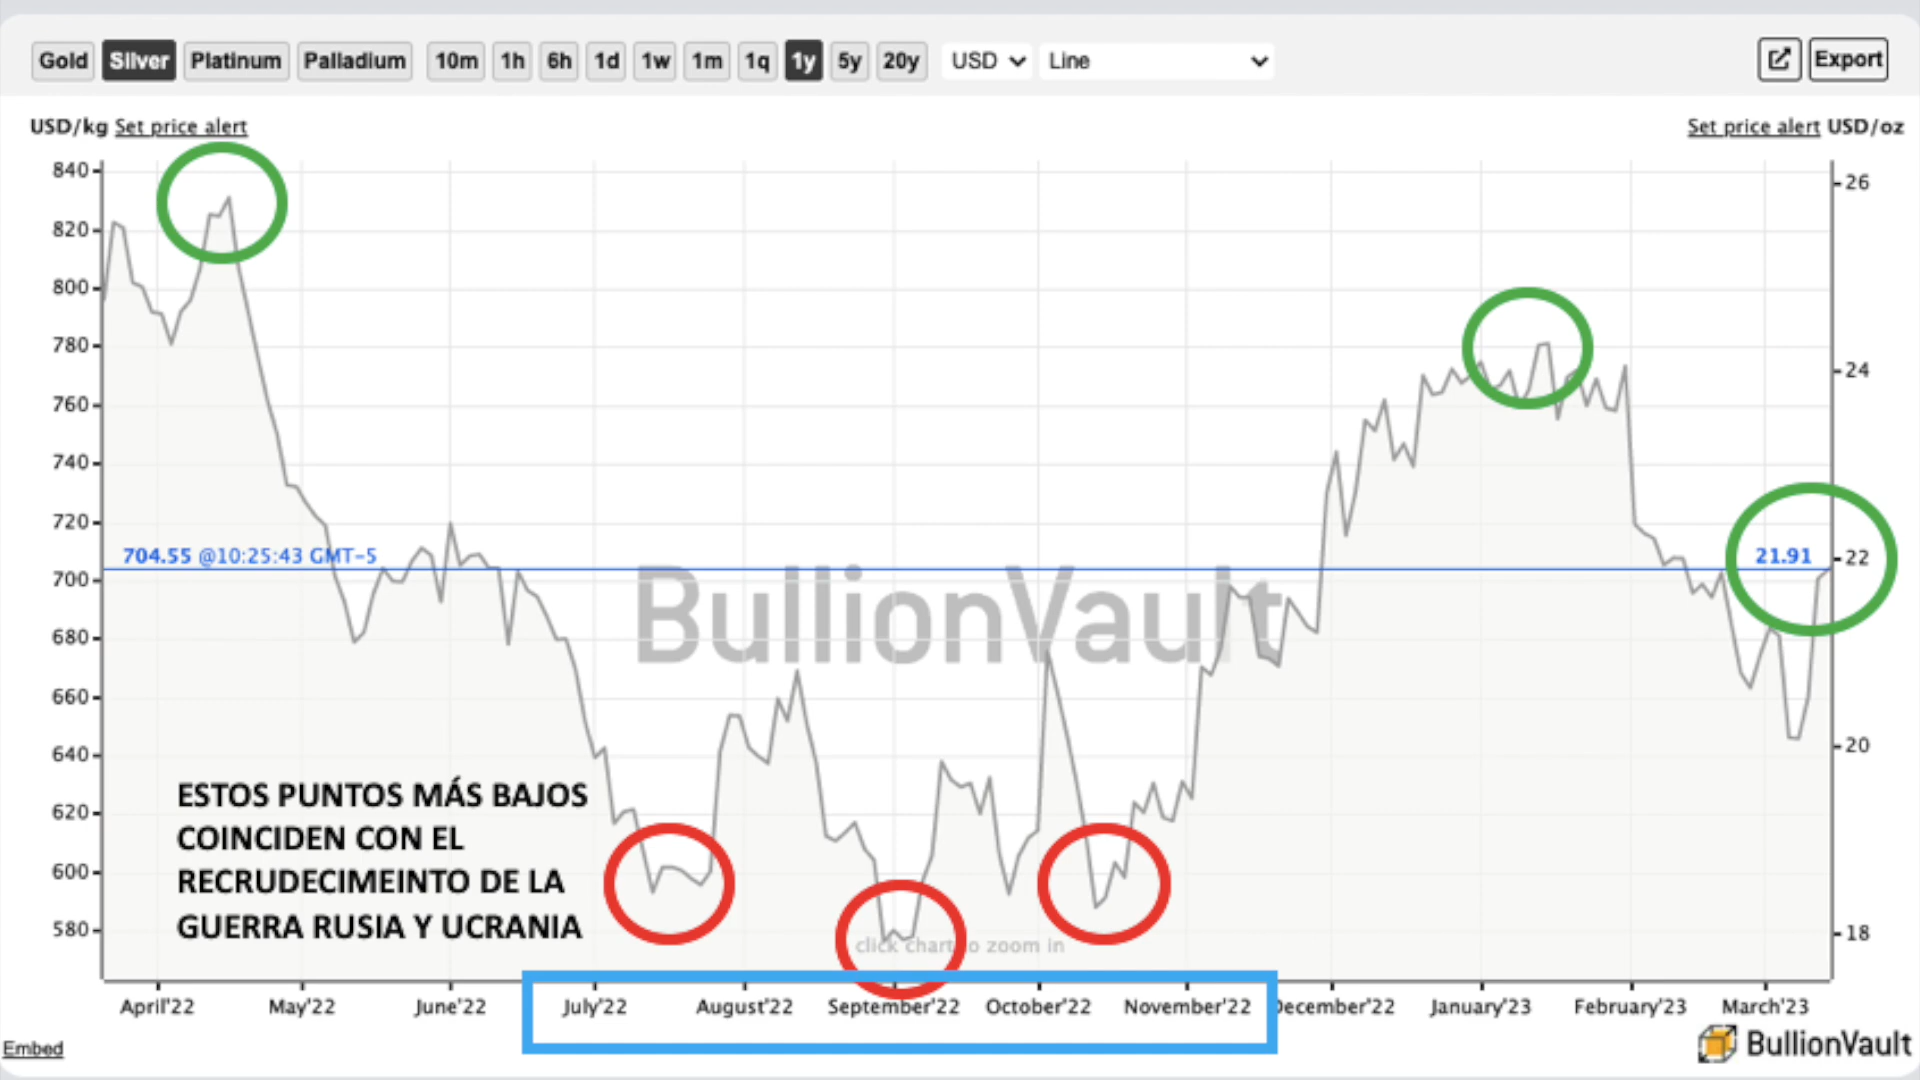 Gold Silver Platinum Palladium 10m 1h 6h 1d 1w 1m 1q 1y 5y 20y USD Line Export
USD/kg Set price alert Set price alert USD/oz
840
26
820
800
780
24
760
740
720
704.55 @10:25:43 GMT-5 21.91
22
700
BullionVault
680
660
640
20
ESTOS PUNTOS MÁS BAJOS
COINCIDEN CON EL
RECRUDECIMEINTO DE LA
GUERRA RUSIA Y UCRANIA
620
600
580
18
click chart to zoom in
April'22 May'22 June'22 July'22 August'22 September'22 October'22 November'22 December'22 January'23 February'23 March'23
Embed
BullionVault